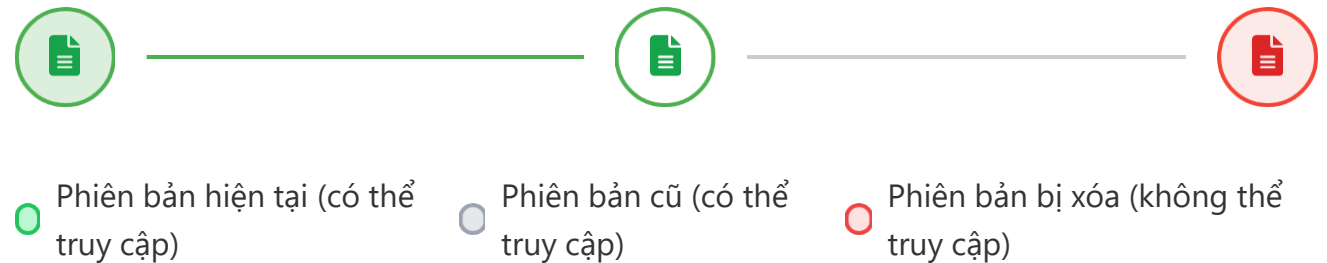 Phiên bản hiện tại (có thể
truy cập)
Phiên bản cũ (có thể
truy cập)
Phiên bản bị xóa (không thể
truy cập)